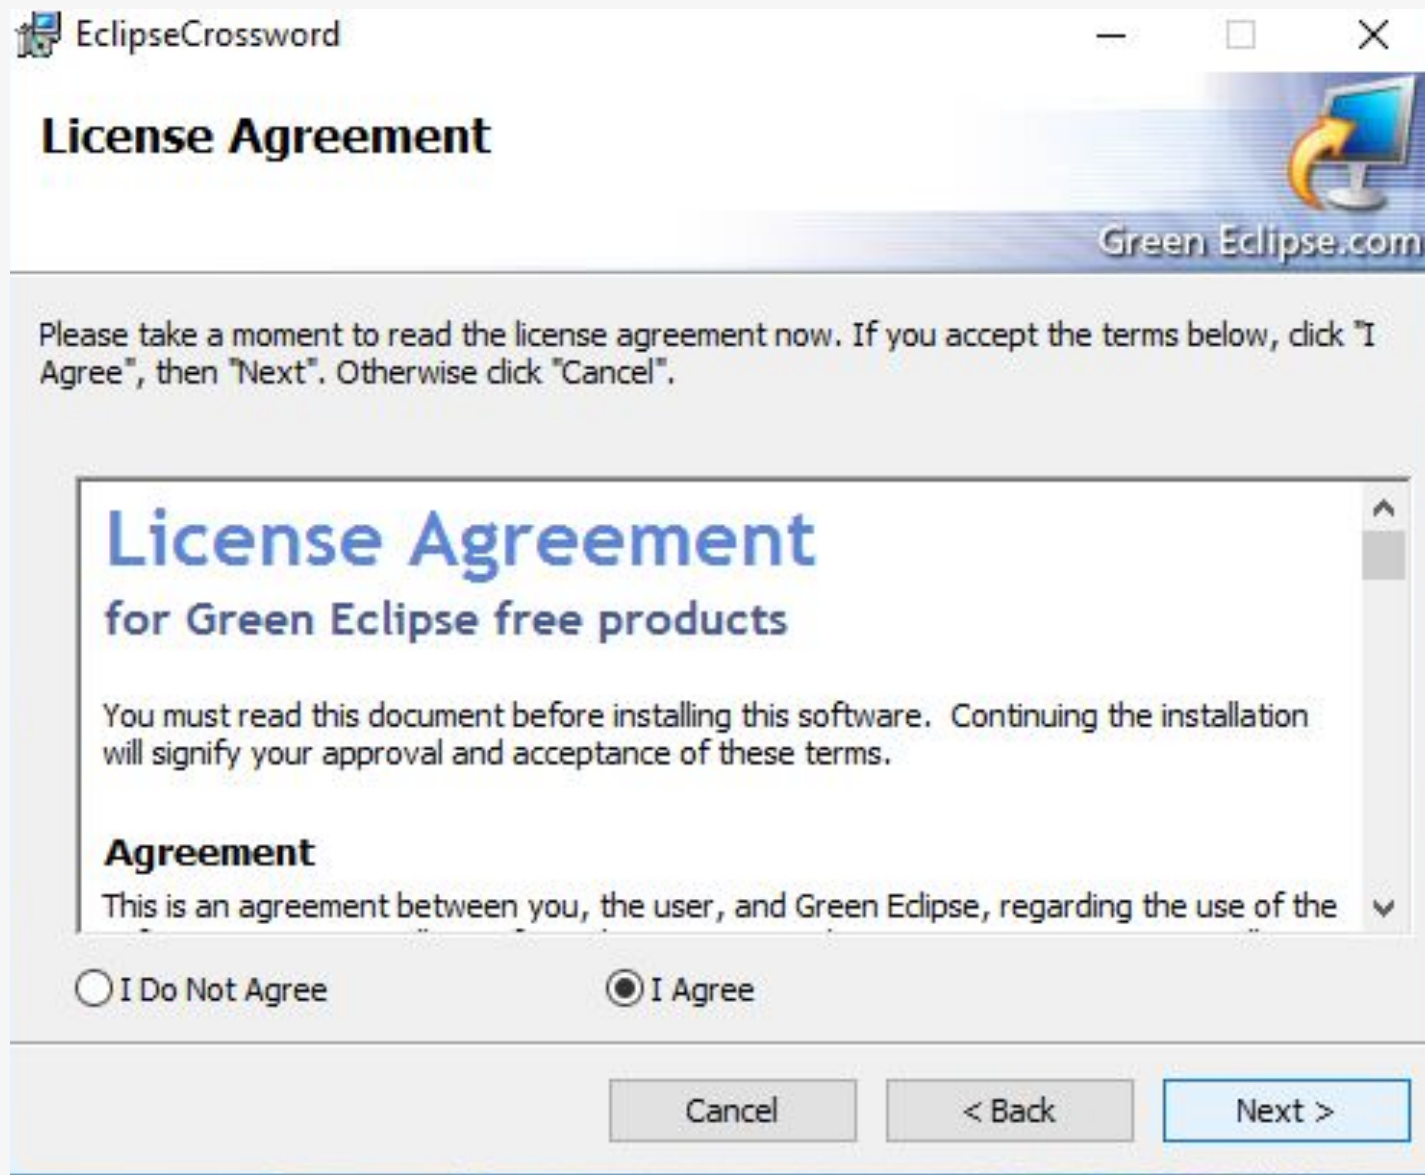 EclipseCrossword
License Agreement
Green Eclipse.com
Please take a moment to read the license agreement now. If you accept the terms below, click "I
Agree", then "Next". Otherwise click "Cancel".
License Agreement
for Green Eclipse free products
You must read this document before installing this software. Continuing the installation
will signify your approval and acceptance of these terms.
Agreement
This is an agreement between you, the user, and Green Eclipse, regarding the use of the
I Do Not Agree
I Agree
Cancel
< Back
Next >